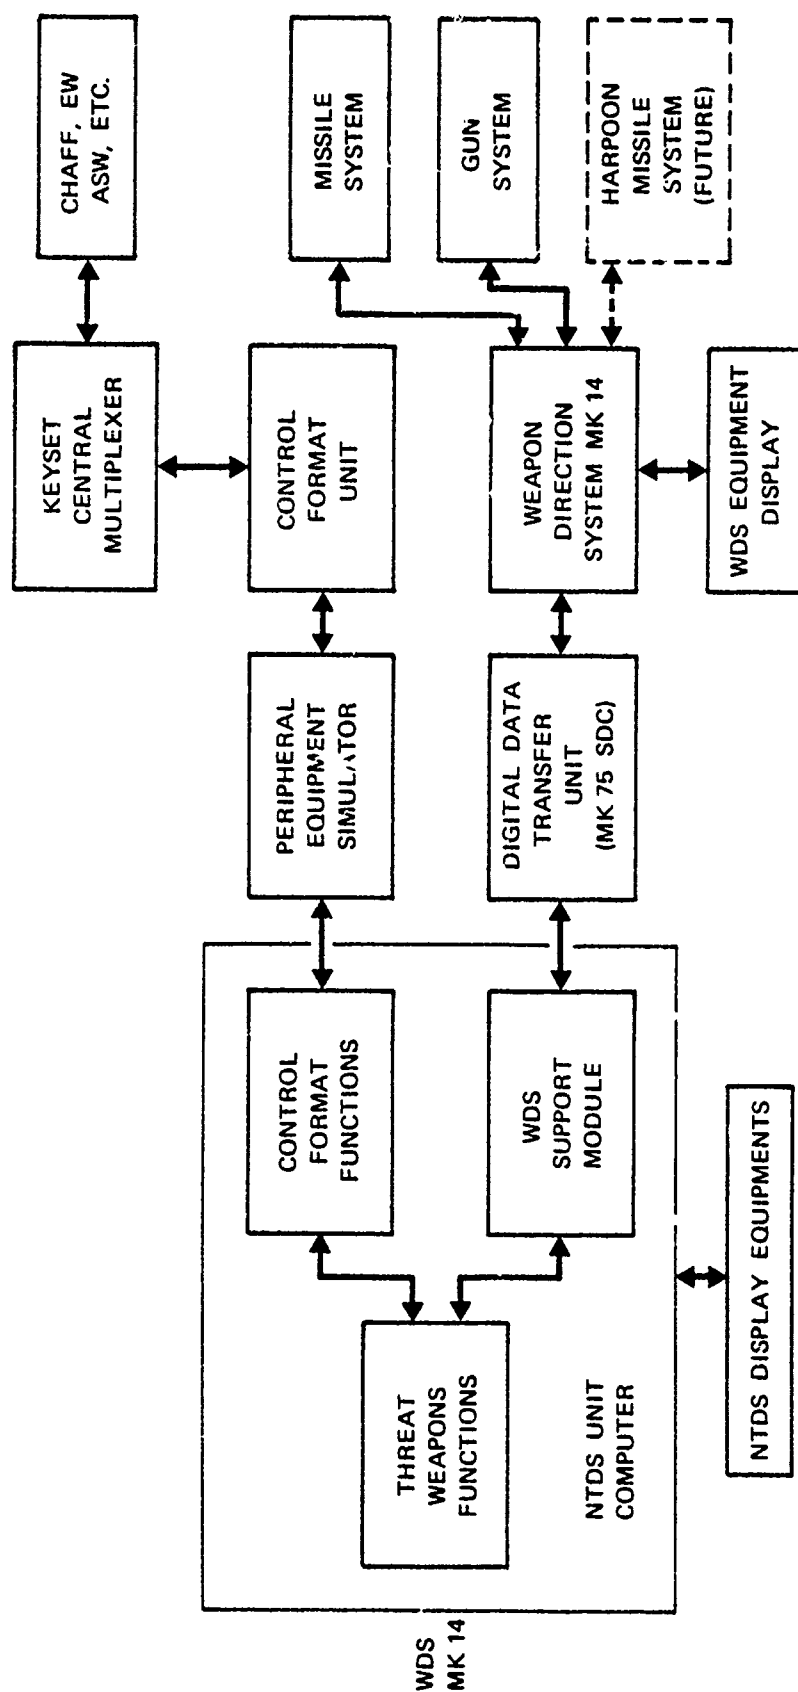 WDS
MK 14
THREAT
WEAPONS
FUNCTIONS
NTDS UNIT
COMPUTER
CONTROL
FORMAT
FUNCTIONS
WDS
SUPPORT
MODULE
NTDS DISPLAY EQUIPMENTS
PERIPHERAL
EQUIPMENT
SIMULATOR
DIGITAL DATA
TRANSFER
UNIT
(MK 75 SDC)
KEYSET
CENTRAL
MULTIPLEXER
CONTROL
FORMAT
UNIT
WEAPON
DIRECTION
SYSTEM MK 14
WDS EQUIPMENT
DISPLAY
CHAFF, EW
ASW, ETC.
MISSILE
SYSTEM
GUN
SYSTEM
HARPOON
MISSILE
SYSTEM
(FUTURE)